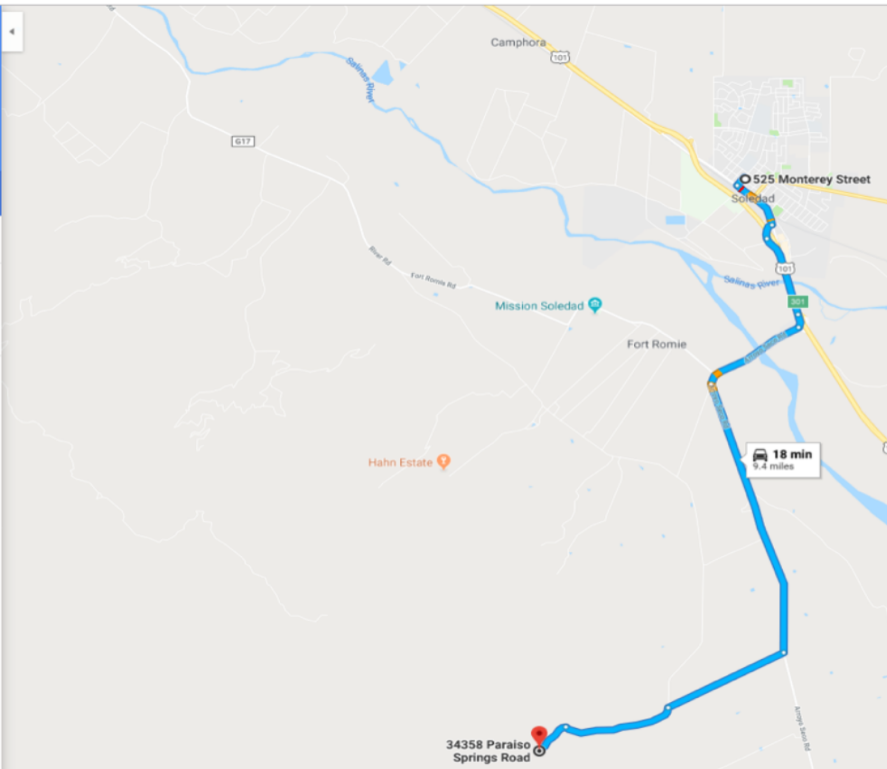 Camphora
101
Salinas River
G17
525 Monterey Street
Soledad
River Rd
Fort Romie Rd
101
Salinas River
Mission Soledad
301
Fort Romie
18 min
9.4 miles
Hahn Estate
Arroyo Seco Rd
34358 Paraiso
Springs Road